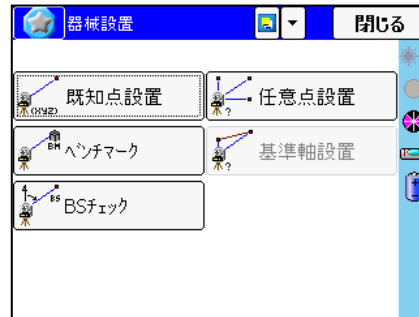 器械設置 閉じる
既知点設置 任意点設置
(XYZ) ?
BM ﾍﾞﾝﾁﾏｰｸ 基準軸設置
?
BS BSﾁｪｯｸ